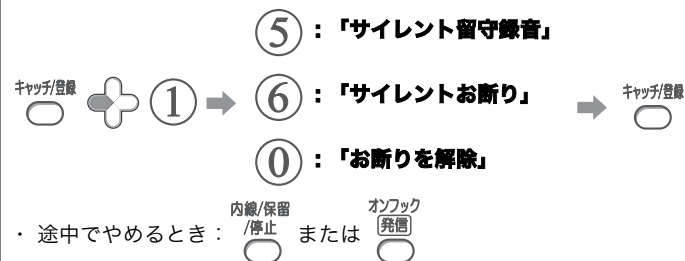 ⑤：「サイレント留守録音」
キャッチ/登録 ① ➡ ⑥：「サイレントお断り」 ➡ キャッチ/登録
⓪：「お断りを解除」
内線/保留 オンフック
・ 途中でやめるとき： /停止 または 発信